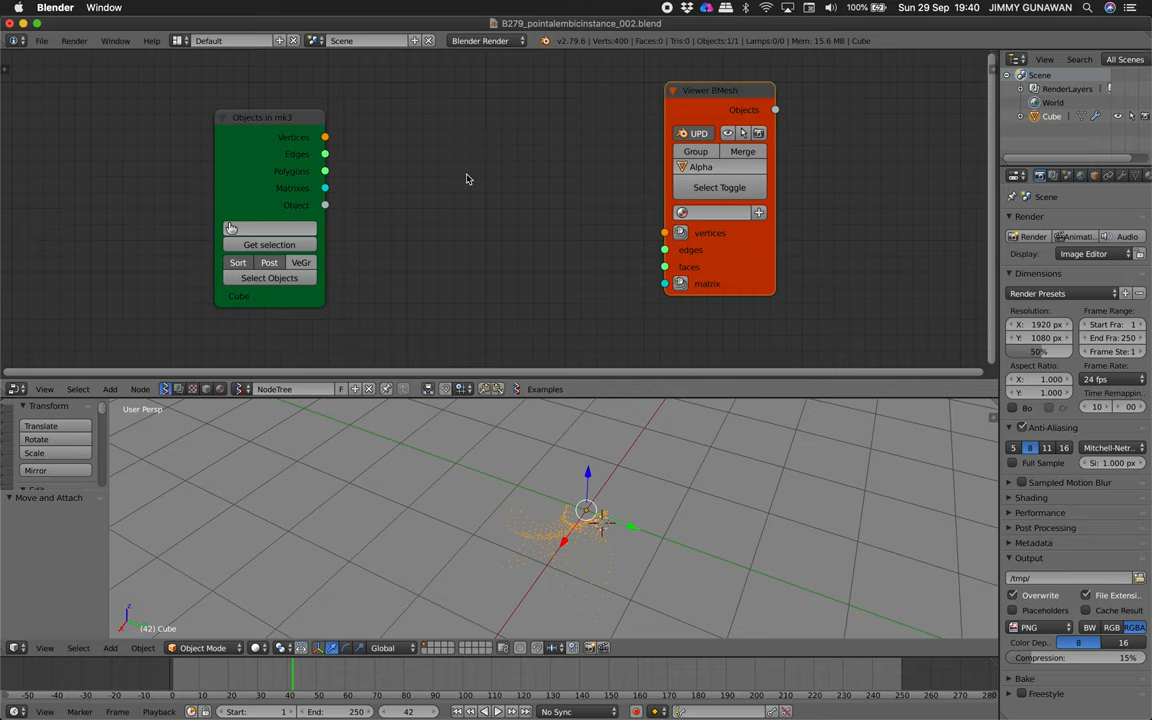 Blender Window 100% Sun 29 Sep 19:40 JIMMY GUNAWAN
B279_pointalembicinstance_002.blend
File Render Window Help Default Scene Blender Render v2.79.6 | Verts:400 | Faces:0 | Tris:0 | Objects:1/1 | Lamps:0/0 | Mem: 15.6 MB | Cube
View Search All Scenes
Scene
RenderLayers
World
Cube
Objects in mk3
Vertices
Edges
Polygons
Matrixes
Object
Get selection
Sort Post VeGr
Select Objects
Cube
Viewer BMesh
Objects
UPD
Group Merge
Alpha
Select Toggle
vertices
edges
faces
matrix
Scene
Render
Render Animati.. Audio
Display: Image Editor
Dimensions
Render Presets
Resolution: Frame Range:
X: 1920 px Start Fra: 1
Y: 1080 px End Fra: 250
50% Frame Ste: 1
Aspect Ratio: Frame Rate:
X: 1.000 24 fps
Y: 1.000 Time Remappin..
Bo Cr 10 00
Anti-Aliasing
5 8 11 16 Mitchell-Netr..
Full Sample Si: 1.000 px
Sampled Motion Blur
Shading
Performance
Post Processing
Metadata
Output
/tmp/
Overwrite File Extensi..
Placeholders Cache Result
PNG BW RGB RGBA
Color Dep.. 8 16
Compression: 15%
Bake
Freestyle
View Select Add Node NodeTree F Examples
Transform
Translate
Rotate
Scale
Mirror
Move and Attach
User Persp
(42) Cube
View Select Add Object Object Mode Global
-50 -40 -30 -20 -10 0 10 20 30 40 50 60 70 80 90 100 110 120 130 140 150 160 170 180 190 200 210 220 230 240 250 260 270 280
View Marker Frame Playback Start: 1 End: 250 42 No Sync